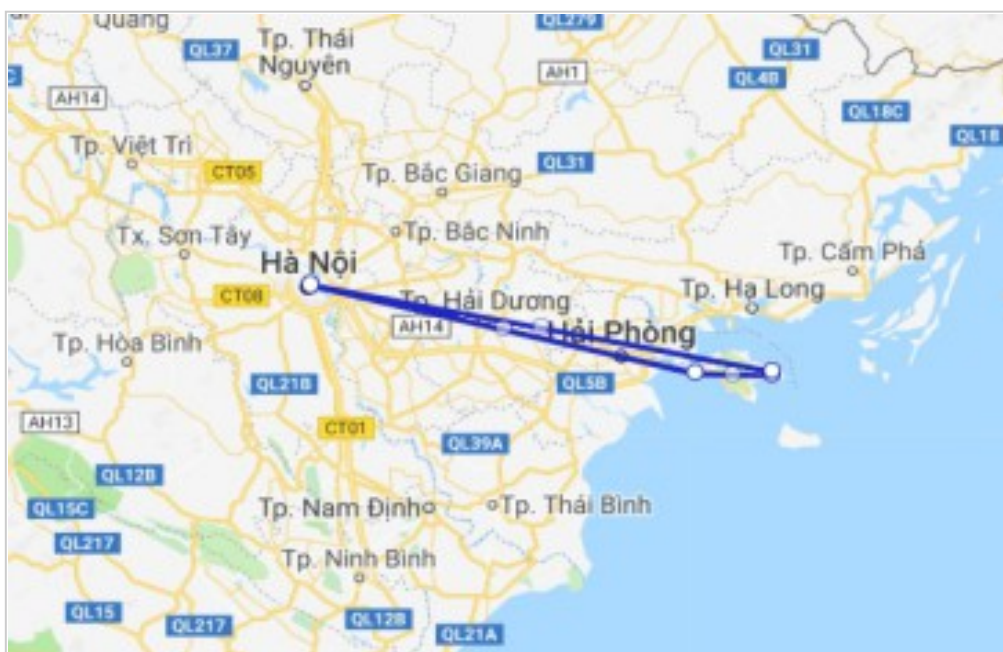 Quang
QL279
QL37
Tp. Thái
Nguyên
AH1
QL31
QL4B
AH14
QL18C
QL1B
Tp. Việt Trì
CT05
Tp. Bắc Giang
QL31
Tx. Sơn Tây
Tp. Bắc Ninh
Tp. Cẩm Phả
Hà Nội
CT08
Tp. Hải Dương
Tp. Hạ Long
AH14
Hải Phòng
Tp. Hòa Bình
QL21B
QL5B
AH13
CT01
QL39A
QL12B
QL15C
Tp. Nam Định
Tp. Thái Bình
QL217
Tp. Ninh Bình
QL15
QL217
QL12B
QL21A